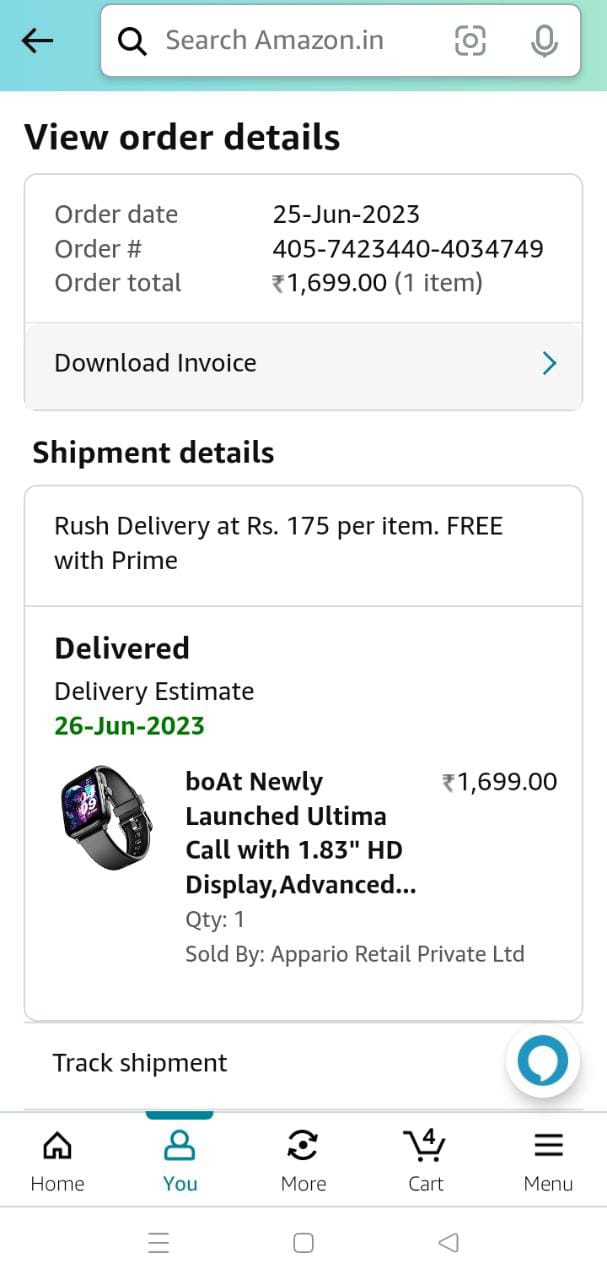 Search Amazon.in
View order details
Order date 25-Jun-2023
Order # 405-7423440-4034749
Order total ₹1,699.00 (1 item)
Download Invoice
Shipment details
Rush Delivery at Rs. 175 per item. FREE
with Prime
Delivered
Delivery Estimate
26-Jun-2023
boAt Newly ₹1,699.00
Launched Ultima
Call with 1.83" HD
Display,Advanced...
Qty: 1
Sold By: Appario Retail Private Ltd
04
09
Track shipment
4
Home You More Cart Menu